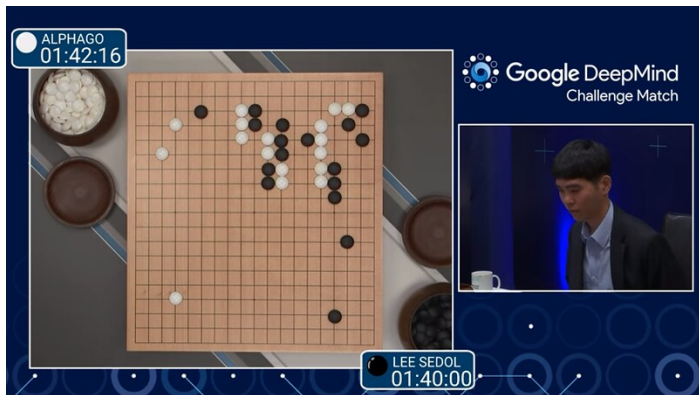 ALPHAGO
01:42:16
Google DeepMind
Challenge Match
LEE SEDOL
01:40:00